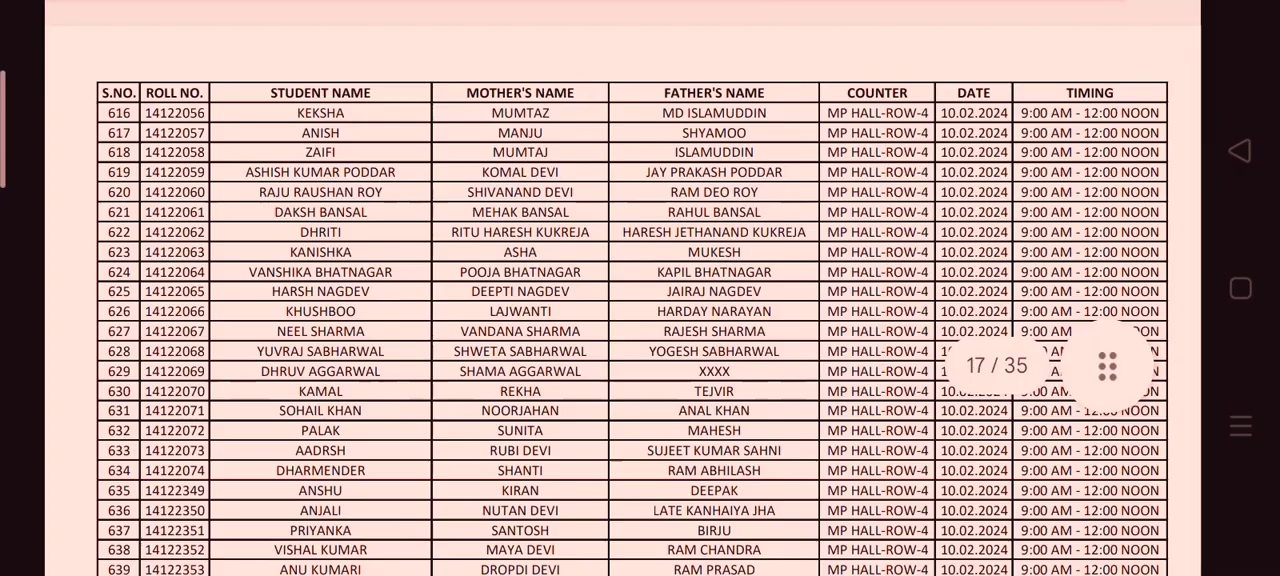 S.NO. ROLL NO. STUDENT NAME MOTHER'S NAME FATHER'S NAME COUNTER DATE TIMING
616 14122056 KEKSHA MUMTAZ MD ISLAMUDDIN MP HALL-ROW-4 10.02.2024 9:00 AM - 12:00 NOON
617 14122057 ANISH MANJU SHYAMOO MP HALL-ROW-4 10.02.2024 9:00 AM - 12:00 NOON
618 14122058 ZAIFI MUMTAJ ISLAMUDDIN MP HALL-ROW-4 10.02.2024 9:00 AM - 12:00 NOON
619 14122059 ASHISH KUMAR PODDAR KOMAL DEVI JAY PRAKASH PODDAR MP HALL-ROW-4 10.02.2024 9:00 AM - 12:00 NOON
620 14122060 RAJU RAUSHAN ROY SHIVANAND DEVI RAM DEO ROY MP HALL-ROW-4 10.02.2024 9:00 AM - 12:00 NOON
621 14122061 DAKSH BANSAL MEHAK BANSAL RAHUL BANSAL MP HALL-ROW-4 10.02.2024 9:00 AM - 12:00 NOON
622 14122062 DHRITI RITU HARESH KUKREJA HARESH JETHANAND KUKREJA MP HALL-ROW-4 10.02.2024 9:00 AM - 12:00 NOON
623 14122063 KANISHKA ASHA MUKESH MP HALL-ROW-4 10.02.2024 9:00 AM - 12:00 NOON
624 14122064 VANSHIKA BHATNAGAR POOJA BHATNAGAR KAPIL BHATNAGAR MP HALL-ROW-4 10.02.2024 9:00 AM - 12:00 NOON
625 14122065 HARSH NAGDEV DEEPTI NAGDEV JAIRAJ NAGDEV MP HALL-ROW-4 10.02.2024 9:00 AM - 12:00 NOON
626 14122066 KHUSHBOO LAJWANTI HARDAY NARAYAN MP HALL-ROW-4 10.02.2024 9:00 AM - 12:00 NOON
627 14122067 NEEL SHARMA VANDANA SHARMA RAJESH SHARMA MP HALL-ROW-4 10.02.2024 9:00 AM NOON
628 14122068 YUVRAJ SABHARWAL SHWETA SABHARWAL YOGESH SABHARWAL MP HALL-ROW-4
17 / 35
629 14122069 DHRUV AGGARWAL SHAMA AGGARWAL XXXX MP HALL-ROW-4
630 14122070 KAMAL REKHA TEJVIR MP HALL-ROW-4
631 14122071 SOHAIL KHAN NOORJAHAN ANAL KHAN MP HALL-ROW-4 10.02.2024 9:00 AM - 12:00 NOON
632 14122072 PALAK SUNITA MAHESH MP HALL-ROW-4 10.02.2024 9:00 AM - 12:00 NOON
633 14122073 AADRSH RUBI DEVI SUJEET KUMAR SAHNI MP HALL-ROW-4 10.02.2024 9:00 AM - 12:00 NOON
634 14122074 DHARMENDER SHANTI RAM ABHILASH MP HALL-ROW-4 10.02.2024 9:00 AM - 12:00 NOON
635 14122349 ANSHU KIRAN DEEPAK MP HALL-ROW-4 10.02.2024 9:00 AM - 12:00 NOON
636 14122350 ANJALI NUTAN DEVI LATE KANHAIYA JHA MP HALL-ROW-4 10.02.2024 9:00 AM - 12:00 NOON
637 14122351 PRIYANKA SANTOSH BIRJU MP HALL-ROW-4 10.02.2024 9:00 AM - 12:00 NOON
638 14122352 VISHAL KUMAR MAYA DEVI RAM CHANDRA MP HALL-ROW-4 10.02.2024 9:00 AM - 12:00 NOON
639 14122353 ANU KUMARI DROPDI DEVI RAM PRASAD MP HALL-ROW-4 10.02.2024 9:00 AM - 12:00 NOON